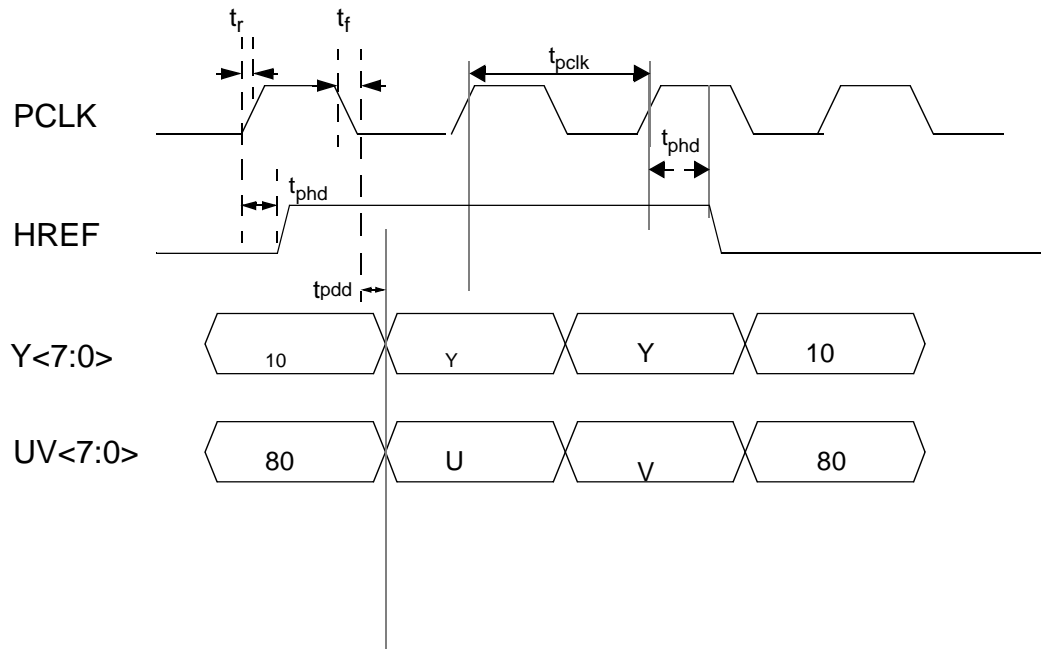 tr
tf
tpclk
PCLK
tphd
tphd
HREF
tpdd
Y<7:0>
10
Y
Y
10
UV<7:0>
80
U
V
80